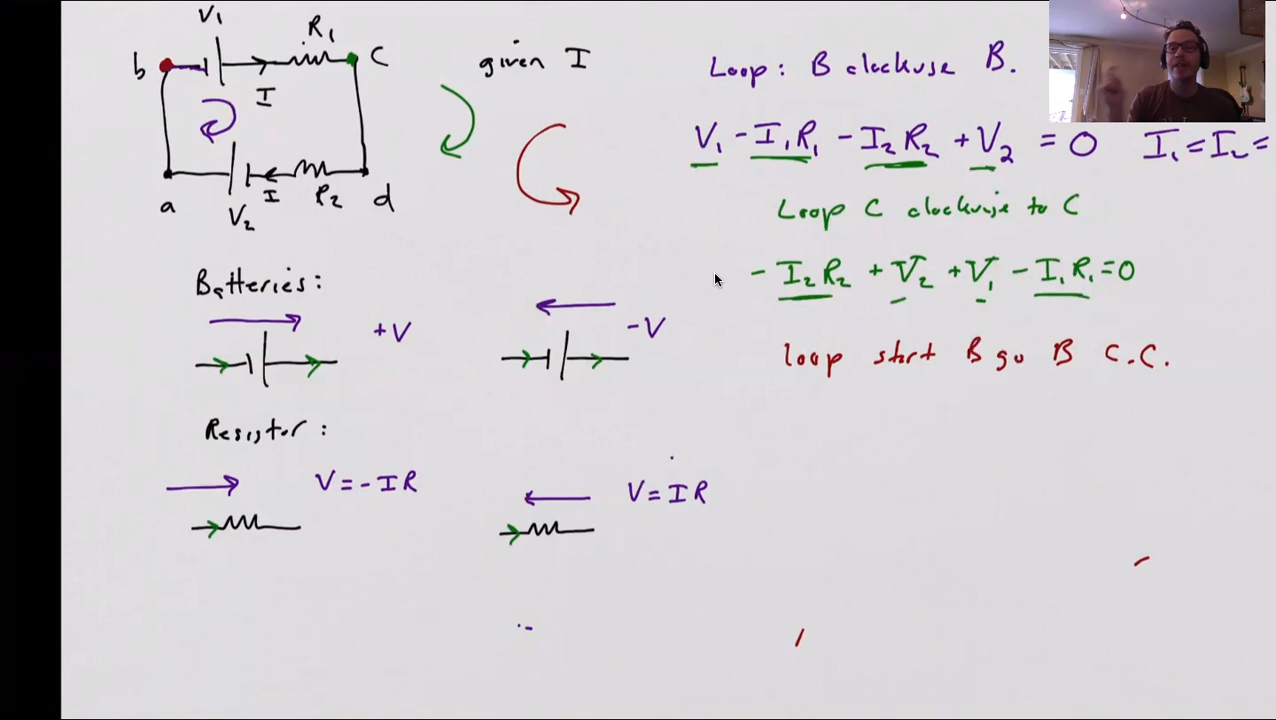 V₁
R₁
b
c
I
given I
a
V₂
I
R₂
d
Loop: B clockwise B.
V₁ - I₁R₁ - I₂R₂ + V₂ = 0 I₁ = I₂ =
Loop C clockwise to C
- I₂R₂ + V₂ + V₁ - I₁R₁ = 0
loop start B go B C.C.
Batteries:
+V
-V
Resistor:
V = -IR
V = IR